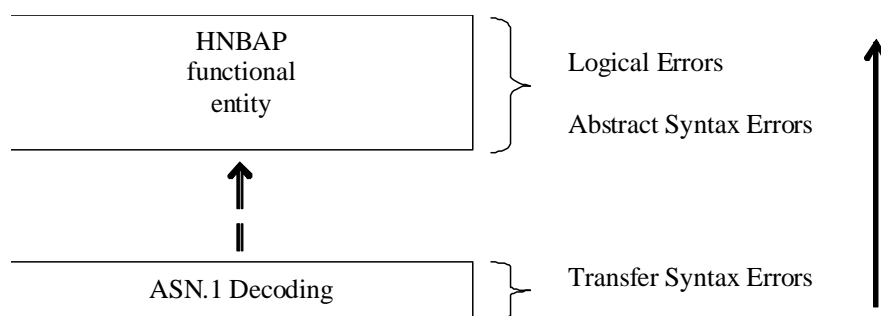 HNBAP
functional
entity
Logical Errors
Abstract Syntax Errors
ASN.1 Decoding
Transfer Syntax Errors